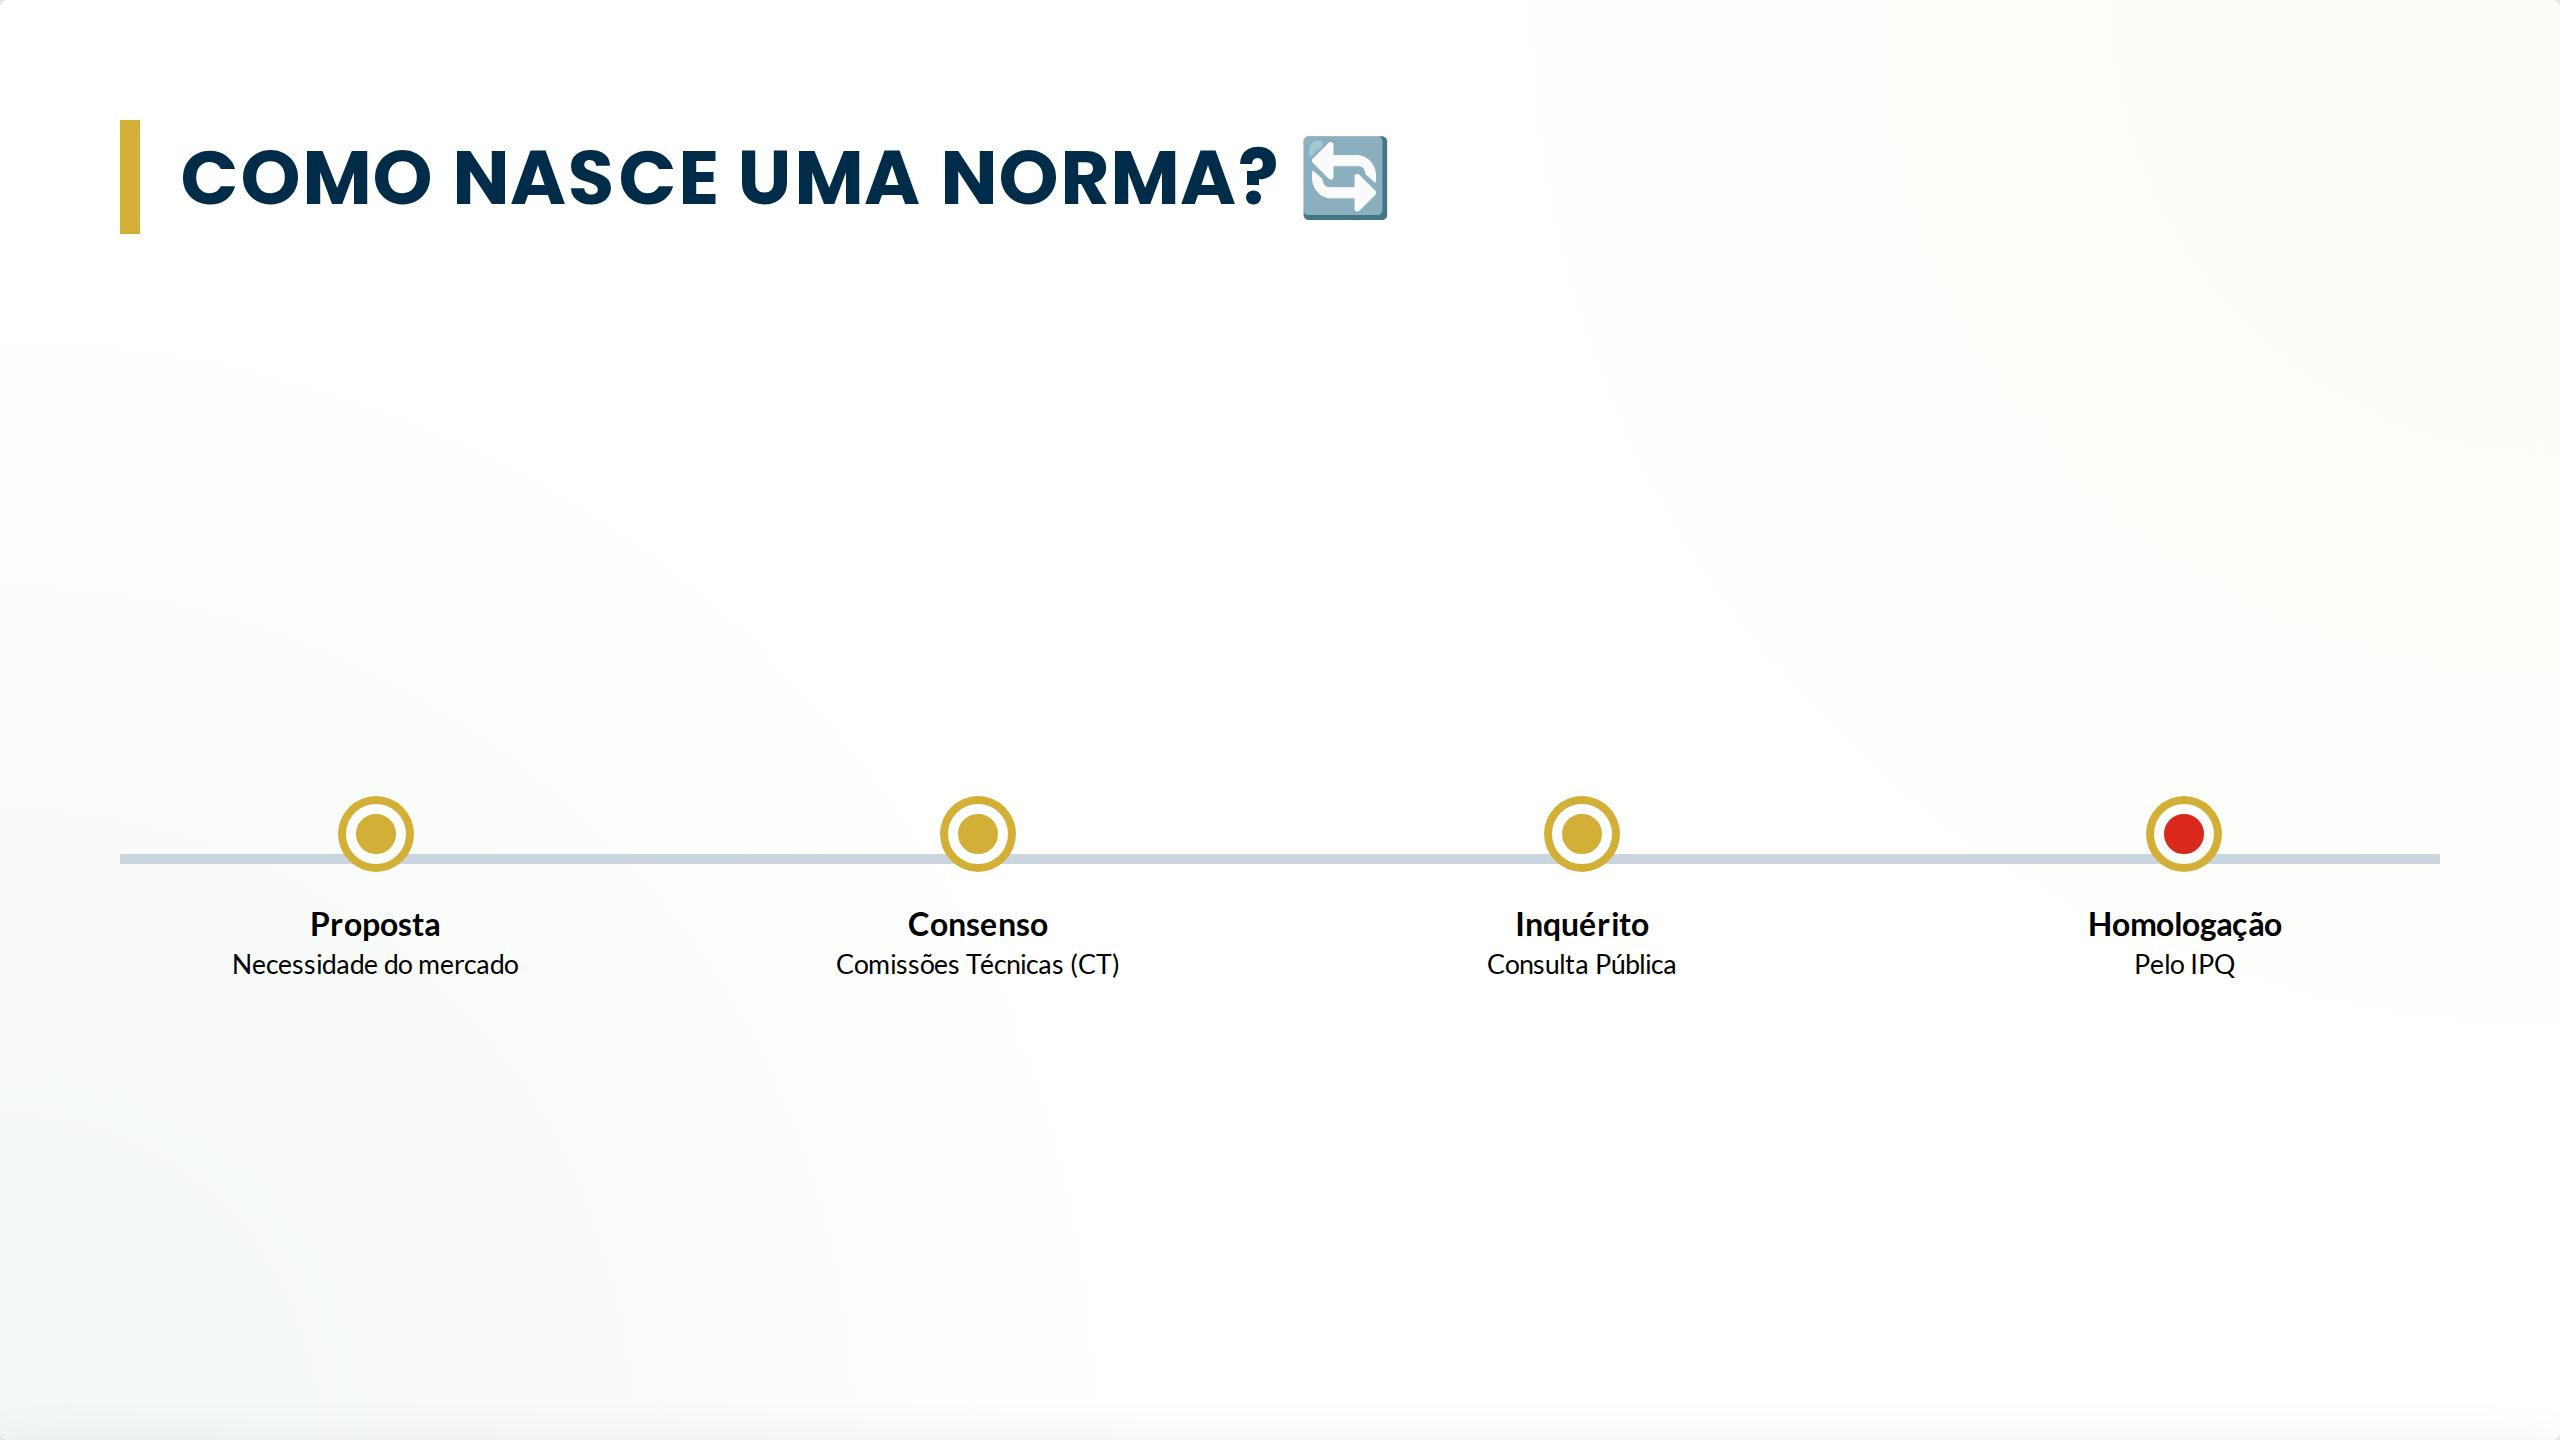 COMO NASCE UMA NORMA? 🔄
Proposta
Necessidade do mercado
Consenso
Comissões Técnicas (CT)
Inquérito
Consulta Pública
Homologação
Pelo IPQ